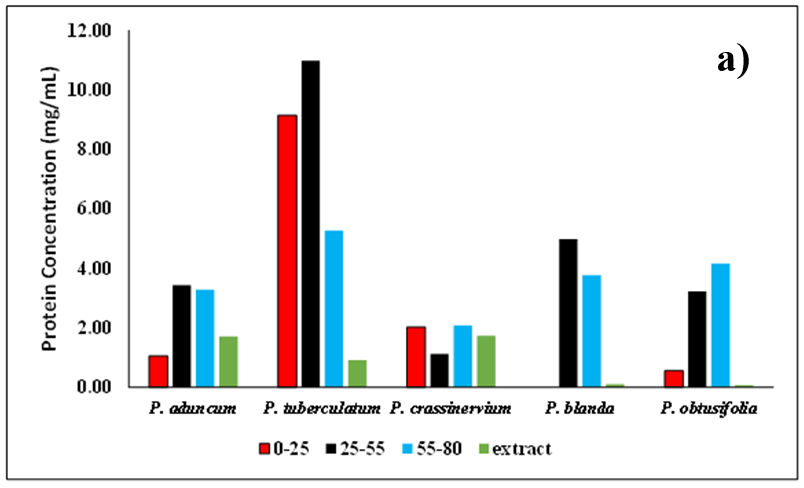 a)
Protein Concentration (mg/mL)
12.00
10.00
8.00
6.00
4.00
2.00
0.00
P. aduncum P. tuberculatum P. crassinervium P. blanda P. obtusifolia
0-25 25-55 55-80 extract